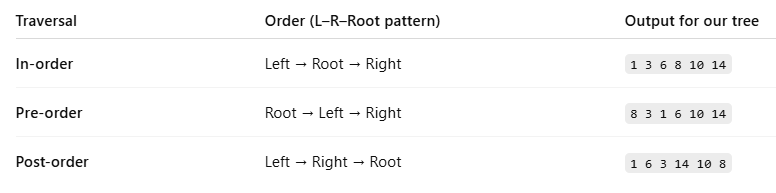 Traversal Order (L–R–Root pattern) Output for our tree
In-order Left → Root → Right 1 3 6 8 10 14
Pre-order Root → Left → Right 8 3 1 6 10 14
Post-order Left → Right → Root 1 6 3 14 10 8